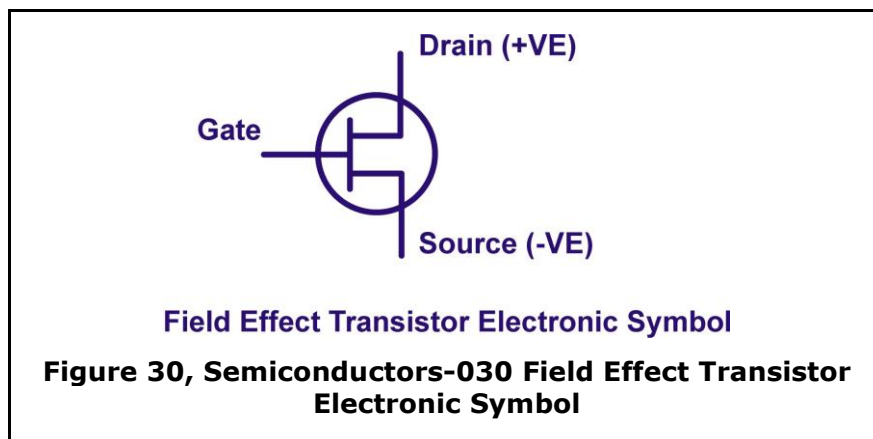 Drain (+VE)
Gate
Source (-VE)
Field Effect Transistor Electronic Symbol
Figure 30, Semiconductors-030 Field Effect Transistor
Electronic Symbol